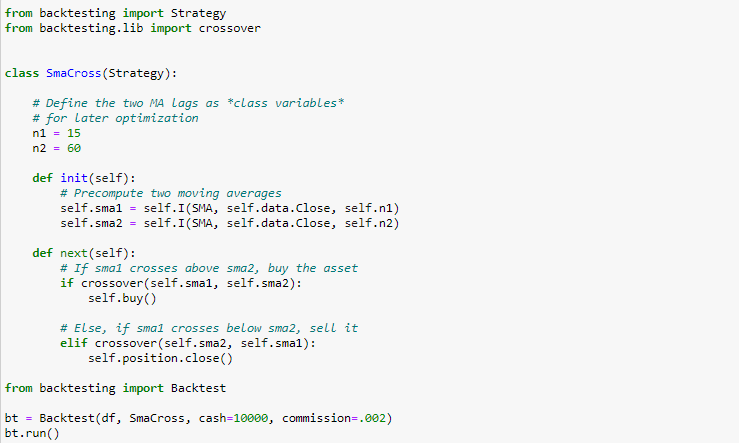 from backtesting import Strategy
from backtesting.lib import crossover
class SmaCross(Strategy):
# Define the two MA lags as *class variables*
# for later optimization
n1 = 15
n2 = 60
def init(self):
# Precompute two moving averages
self.sma1 = self.I(SMA, self.data.Close, self.n1)
self.sma2 = self.I(SMA, self.data.Close, self.n2)
def next(self):
# If sma1 crosses above sma2, buy the asset
if crossover(self.sma1, self.sma2):
self.buy()
# Else, if sma1 crosses below sma2, sell it
elif crossover(self.sma2, self.sma1):
self.position.close()
from backtesting import Backtest
bt = Backtest(df, SmaCross, cash=10000, commission=.002)
bt.run()